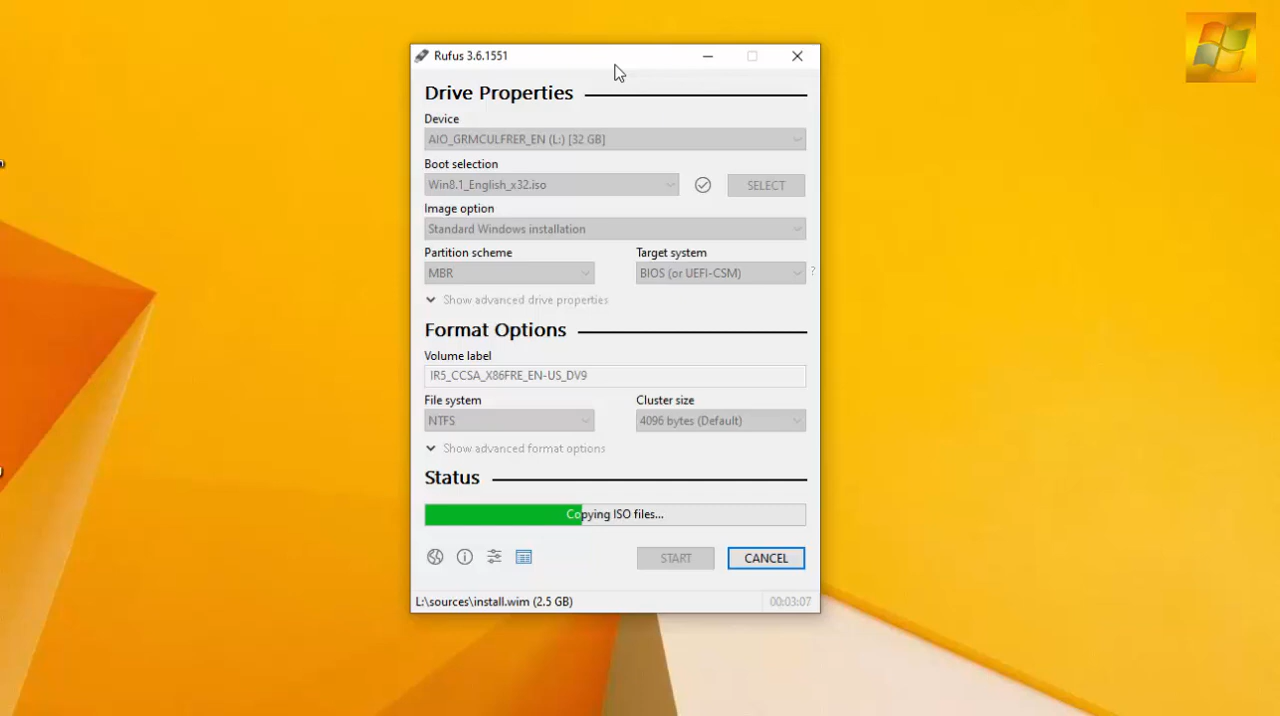 Rufus 3.6.1551
Drive Properties
Device
AIO_GRMCULFRER_EN (L:) [32 GB]
Boot selection
Win8.1_English_x32.iso
SELECT
Image option
Standard Windows installation
Partition scheme
Target system
MBR
BIOS (or UEFI-CSM)
?
Show advanced drive properties
Format Options
Volume label
IR5_CCSA_X86FRE_EN-US_DV9
File system
Cluster size
NTFS
4096 bytes (Default)
Show advanced format options
Status
Copying ISO files...
START
CANCEL
L:\sources\install.wim (2.5 GB)
00:03:07